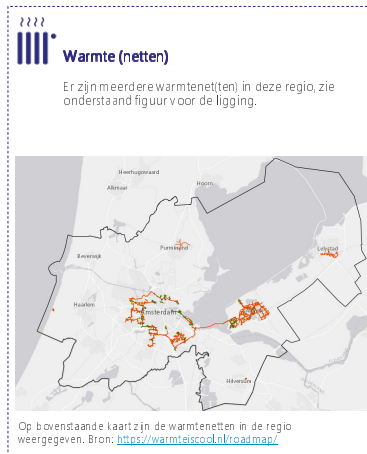 Warmte (netten)
Er zijn meerdere warmtenet(ten) in deze regio, zie
onderstaand figuur voor de ligging.
Heerhugowaard
Alkmaar
Hoorn
Purmerend
Lelystad
Beverwijk
Haarlem
Amsterdam
Hilversum
Op bovenstaande kaart zijn de warmtenetten in de regio
weergegeven. Bron: https://warmteiscool.nl/roadmap/